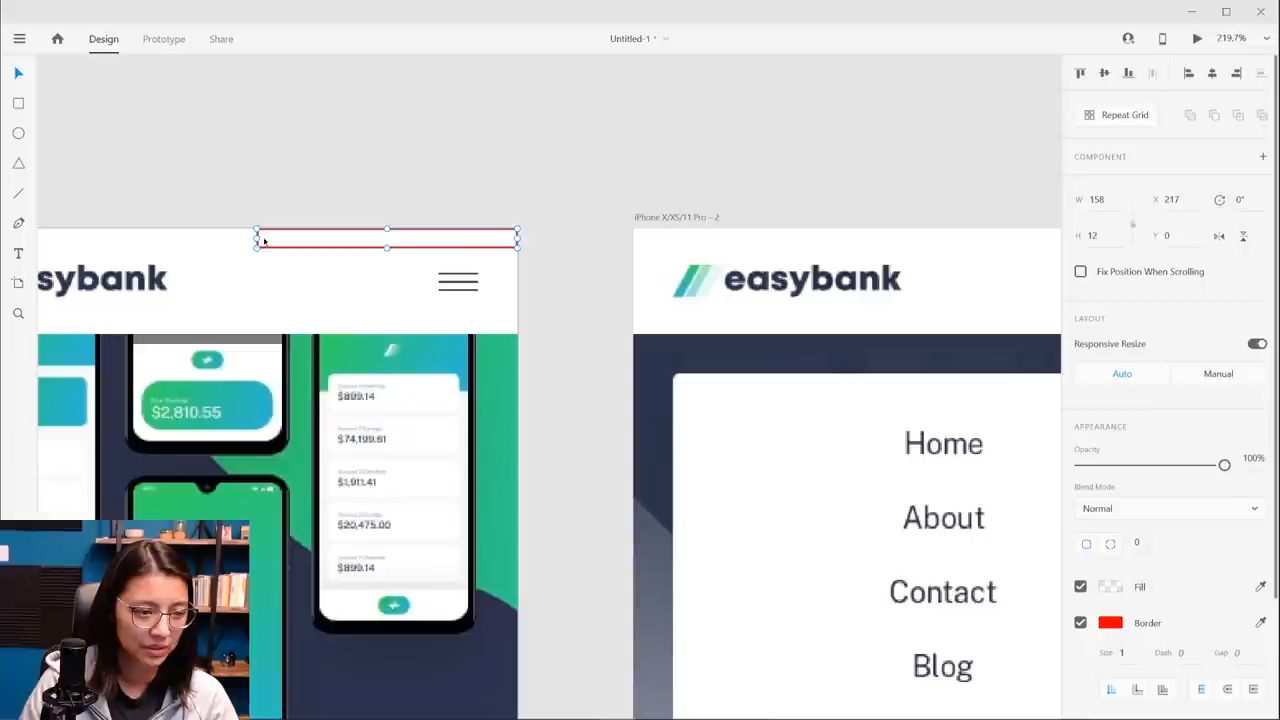 Design
Prototype
Share
Untitled-1 *
219.7%
Repeat Grid
COMPONENT
W 158
X 217
0°
H 12
Y 0
Fix Position When Scrolling
LAYOUT
Responsive Resize
Auto
Manual
APPEARANCE
Opacity
100%
Blend Mode
Normal
0
Fill
Border
Size 1
Dash 0
Gap 0
sybank
$2,810.55
$899.14
$74,199.61
$1,911.41
$20,475.00
$899.14
iPhone X/XS/11 Pro – 2
easybank
Home
About
Contact
Blog